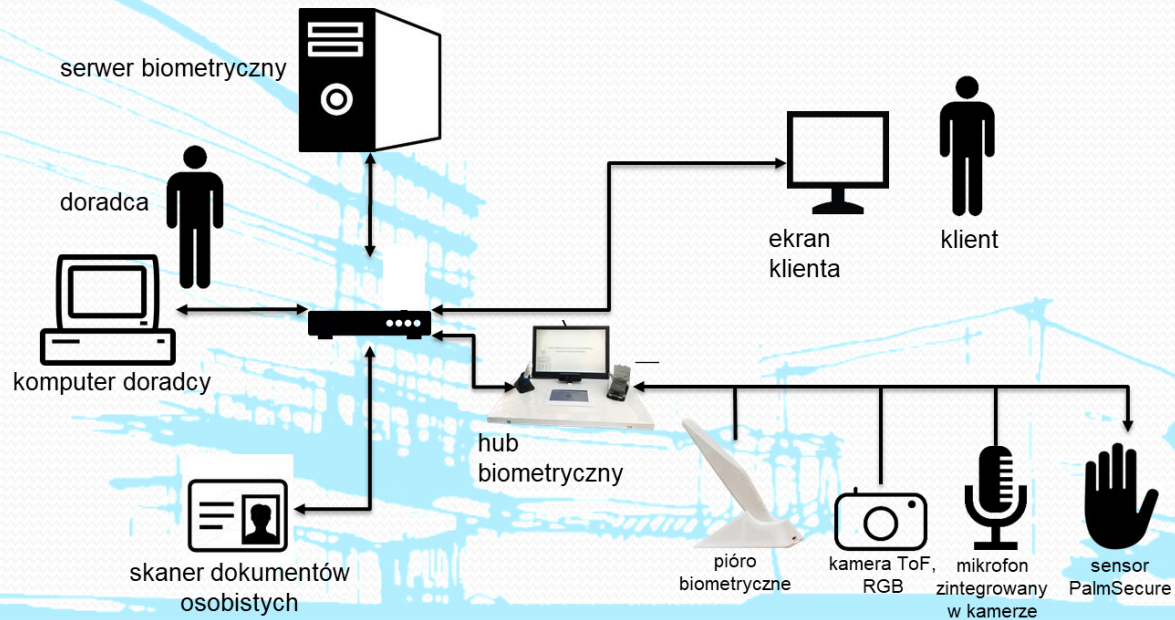 serwer biometryczny
doradca
komputer doradcy
ekran
klienta
klient
hub
biometryczny
skaner dokumentów
osobistych
pióro
biometryczne
kamera ToF,
RGB
mikrofon
zintegrowany
w kamerze
sensor
PalmSecure